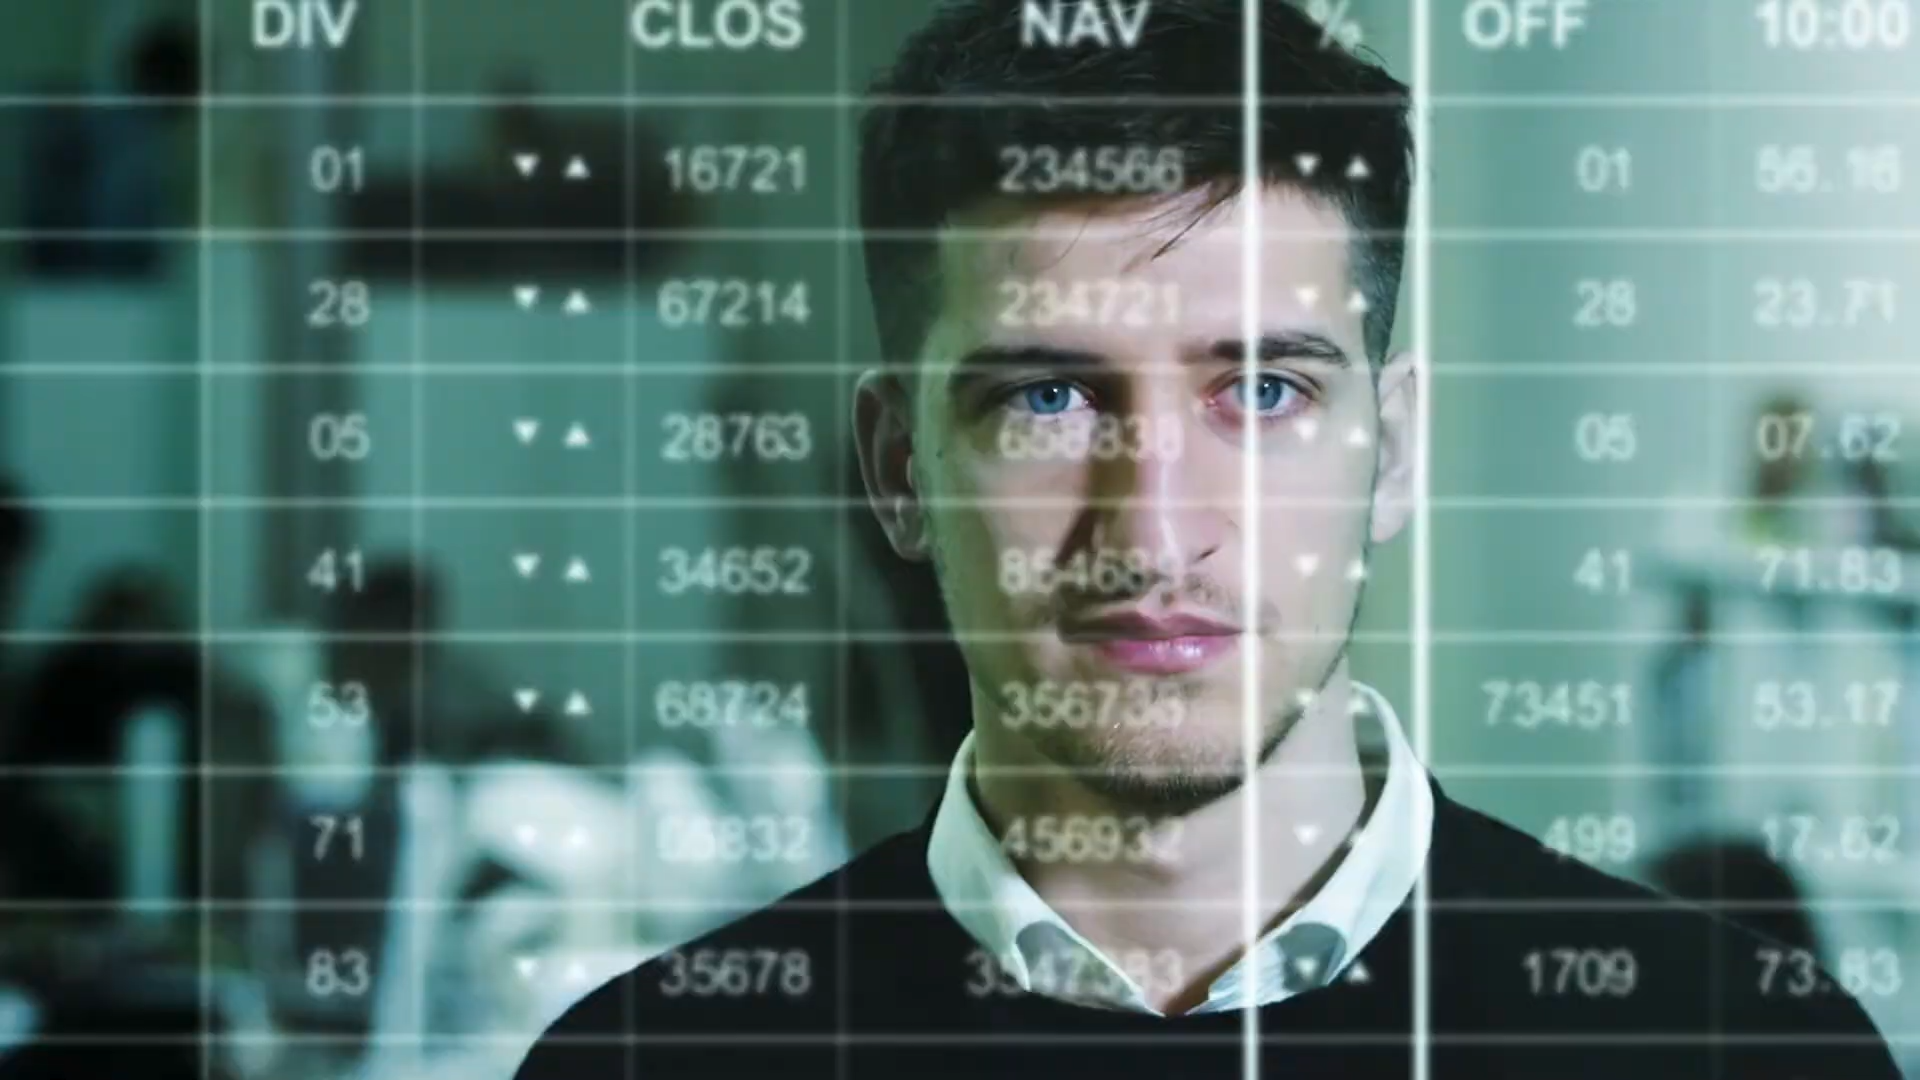 DIV CLOS NAV % OFF 10:00
01 ▼ ▲ 16721 234566 ▼ ▲ 01 56.16
28 ▼ ▲ 67214 234721 ▼ ▲ 28 23.71
05 ▼ ▲ 28763 ▼ ▲ 05 07.62
41 ▼ ▲ 34652 ▼ ▲ 41 71.83
53 ▼ ▲ 68724 ▼ ▲ 73451 53.17
71 ▼ ▲ 456932 ▼ ▲ 499 17.62
83 ▼ ▲ 35678 ▼ ▲ 1709 73.83